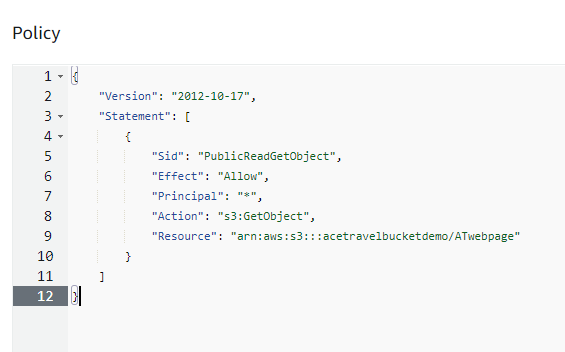 Policy
1 {
2 "Version": "2012-10-17",
3 "Statement": [
4 {
5 "Sid": "PublicReadGetObject",
6 "Effect": "Allow",
7 "Principal": "*",
8 "Action": "s3:GetObject",
9 "Resource": "arn:aws:s3:::acetravelbucketdemo/ATwebpage"
10 }
11 ]
12 }